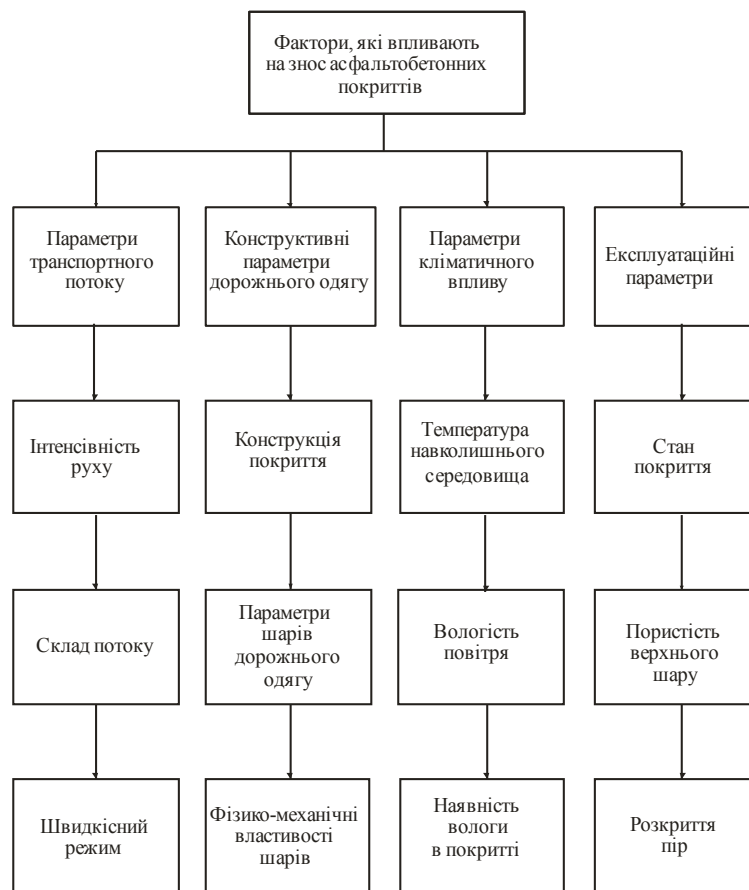 Фактори, які впливають
на знос асфальтобетонних
покриттів
Параметри
транспортного
потоку
Конструктивні
параметри
дорожнього одягу
Параметри
кліматичного
впливу
Експлуатаційні
параметри
Інтенсівність
руху
Конструкція
покриття
Температура
навколишнього
середовища
Стан
покриття
Склад потоку
Параметри
шарів
дорожнього
одягу
Вологість
повітря
Пористість
верхнього
шару
Швидкісний
режим
Фізико-механічні
властивості
шарів
Наявність
вологи
в покритті
Розкриття
пір